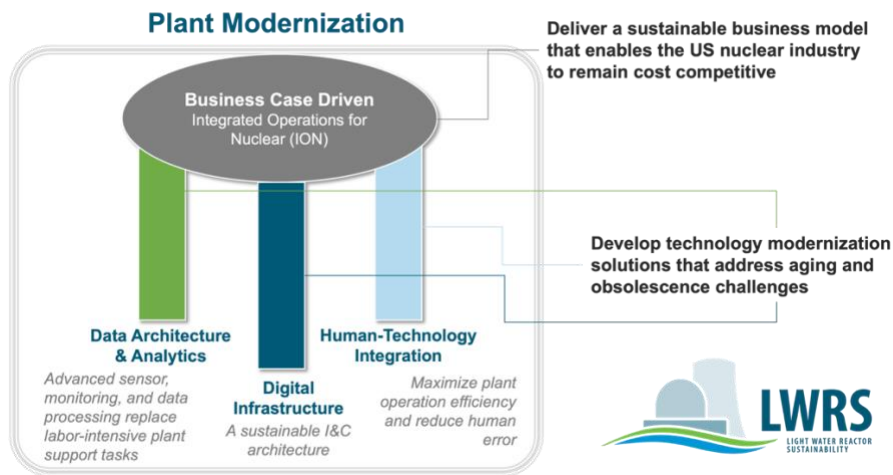 Plant Modernization
Deliver a sustainable business model
that enables the US nuclear industry
to remain cost competitive
Business Case Driven
Integrated Operations for
Nuclear (ION)
Develop technology modernization
solutions that address aging and
obsolescence challenges
Data Architecture
& Analytics
Advanced sensor,
monitoring, and data
processing replace
labor-intensive plant
support tasks
Digital
Infrastructure
A sustainable I&C
architecture
Human-Technology
Integration
Maximize plant
operation efficiency
and reduce human
error
LWRS
LIGHT WATER REACTOR
SUSTAINABILITY